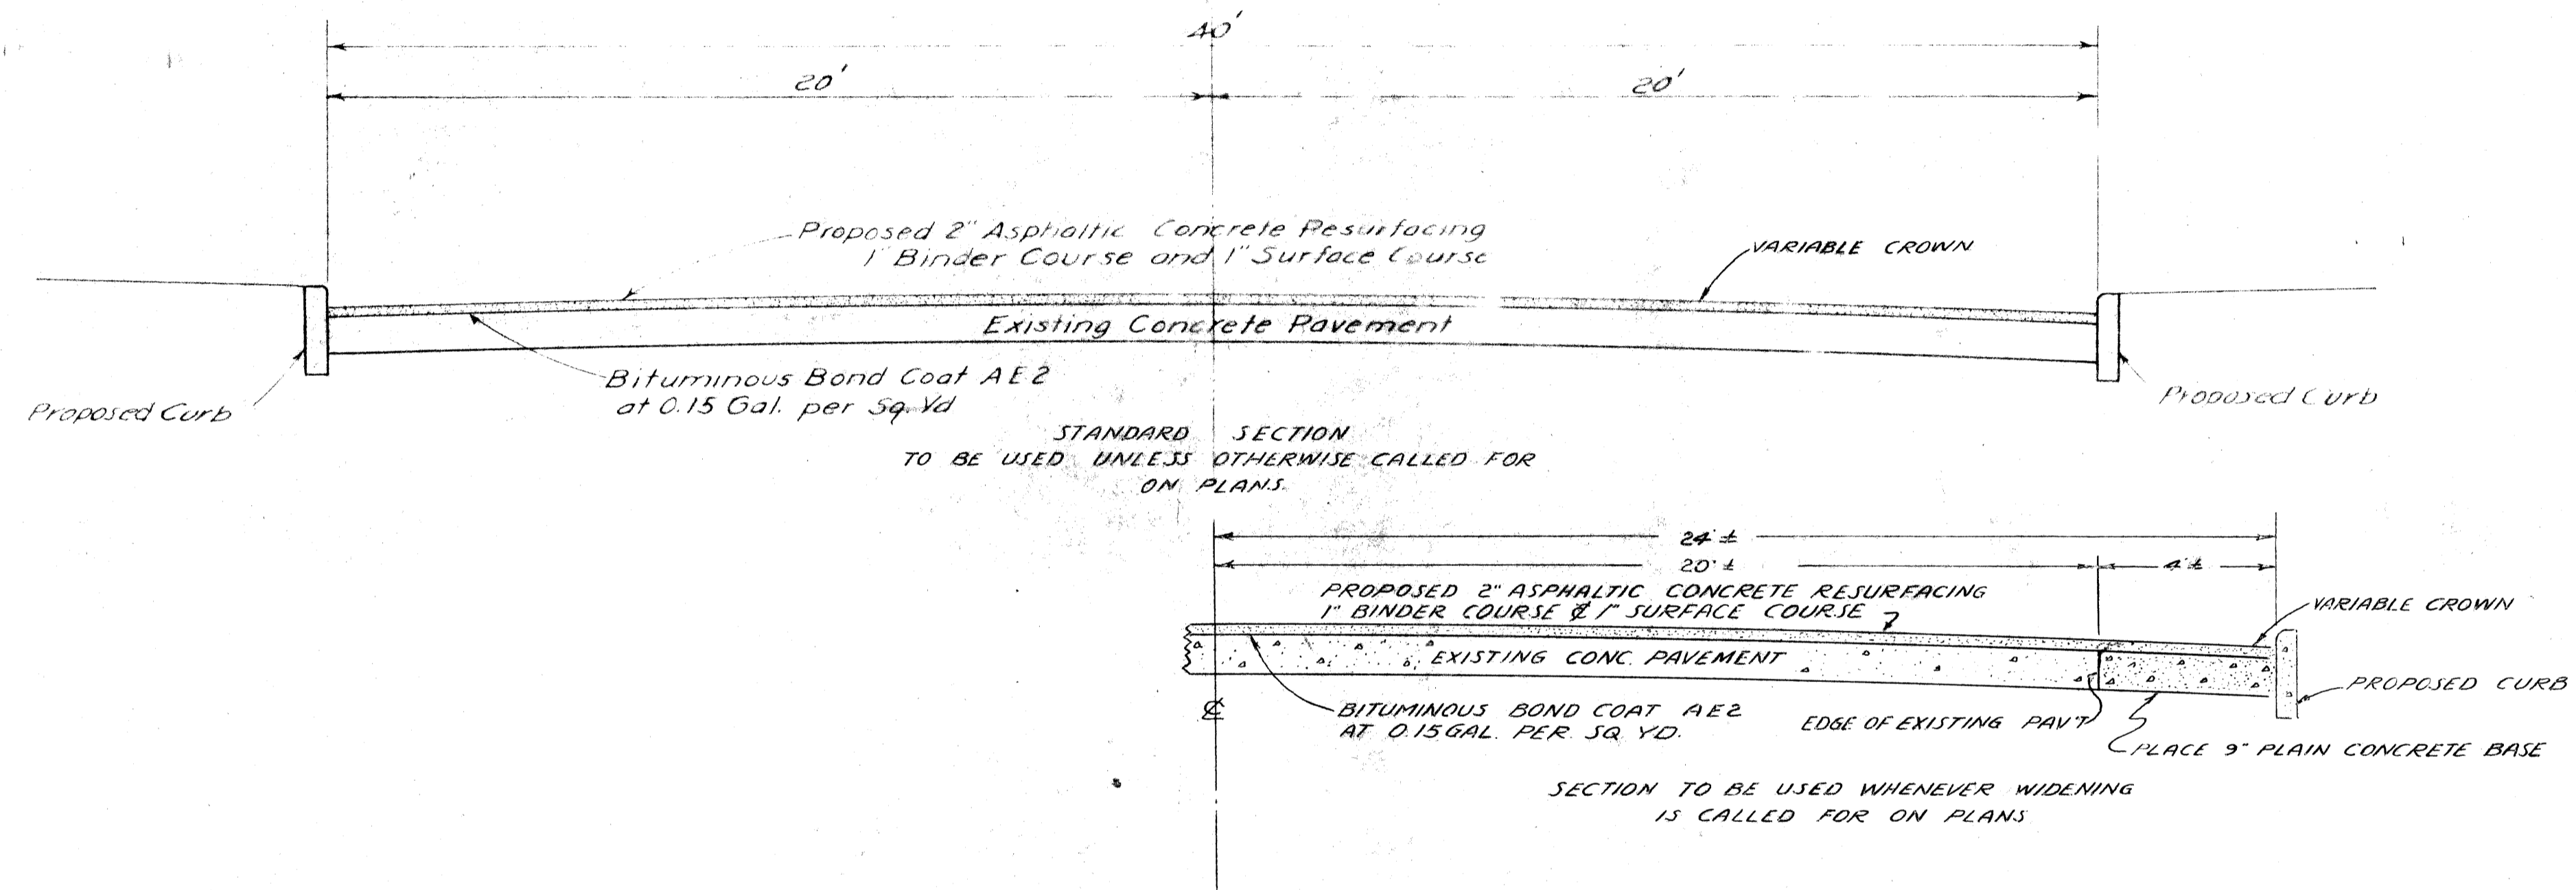 40'
20' 20'
Proposed 2" Asphaltic Concrete Resurfacing
1" Binder Course and 1" Surface Course
VARIABLE CROWN
Existing Concrete Pavement
Bituminous Bond Coat AE2
at 0.15 Gal. per Sq. Yd
Proposed Curb
Proposed Curb
STANDARD SECTION
TO BE USED UNLESS OTHERWISE CALLED FOR
ON PLANS.
24'±
20'± 4'±
PROPOSED 2" ASPHALTIC CONCRETE RESURFACING
1" BINDER COURSE & 1" SURFACE COURSE
VARIABLE CROWN
EXISTING CONC. PAVEMENT
PROPOSED CURB
℄
BITUMINOUS BOND COAT AE2
AT 0.15 GAL. PER. SQ YD.
EDGE OF EXISTING PAV'T
PLACE 9" PLAIN CONCRETE BASE
SECTION TO BE USED WHENEVER WIDENING
IS CALLED FOR ON PLANS